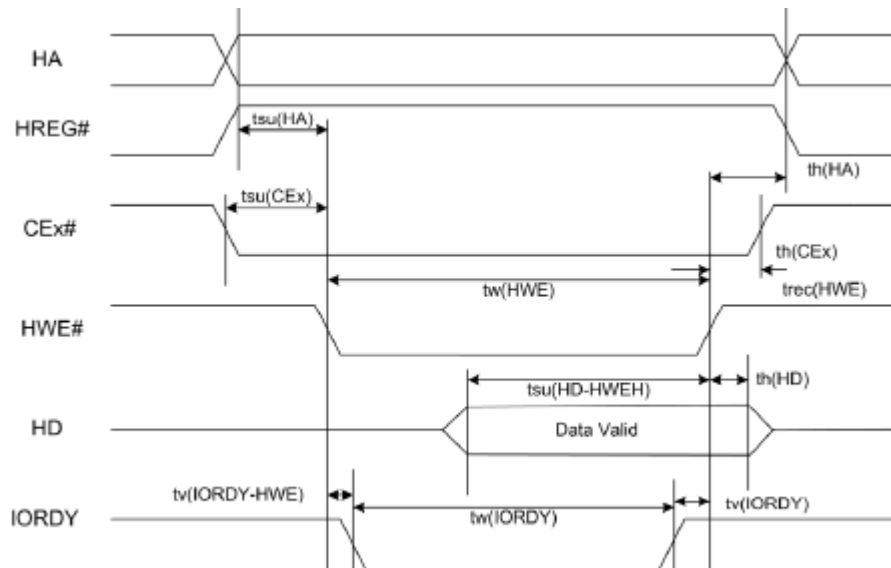 HA
tsu(HA)
HREG#
th(HA)
tsu(CEx)
CEx#
th(CEx)
tw(HWE)
trec(HWE)
HWE#
th(HD)
tsu(HD-HWEH)
HD
Data Valid
tv(IORDY-HWE)
tv(IORDY)
tw(IORDY)
IORDY